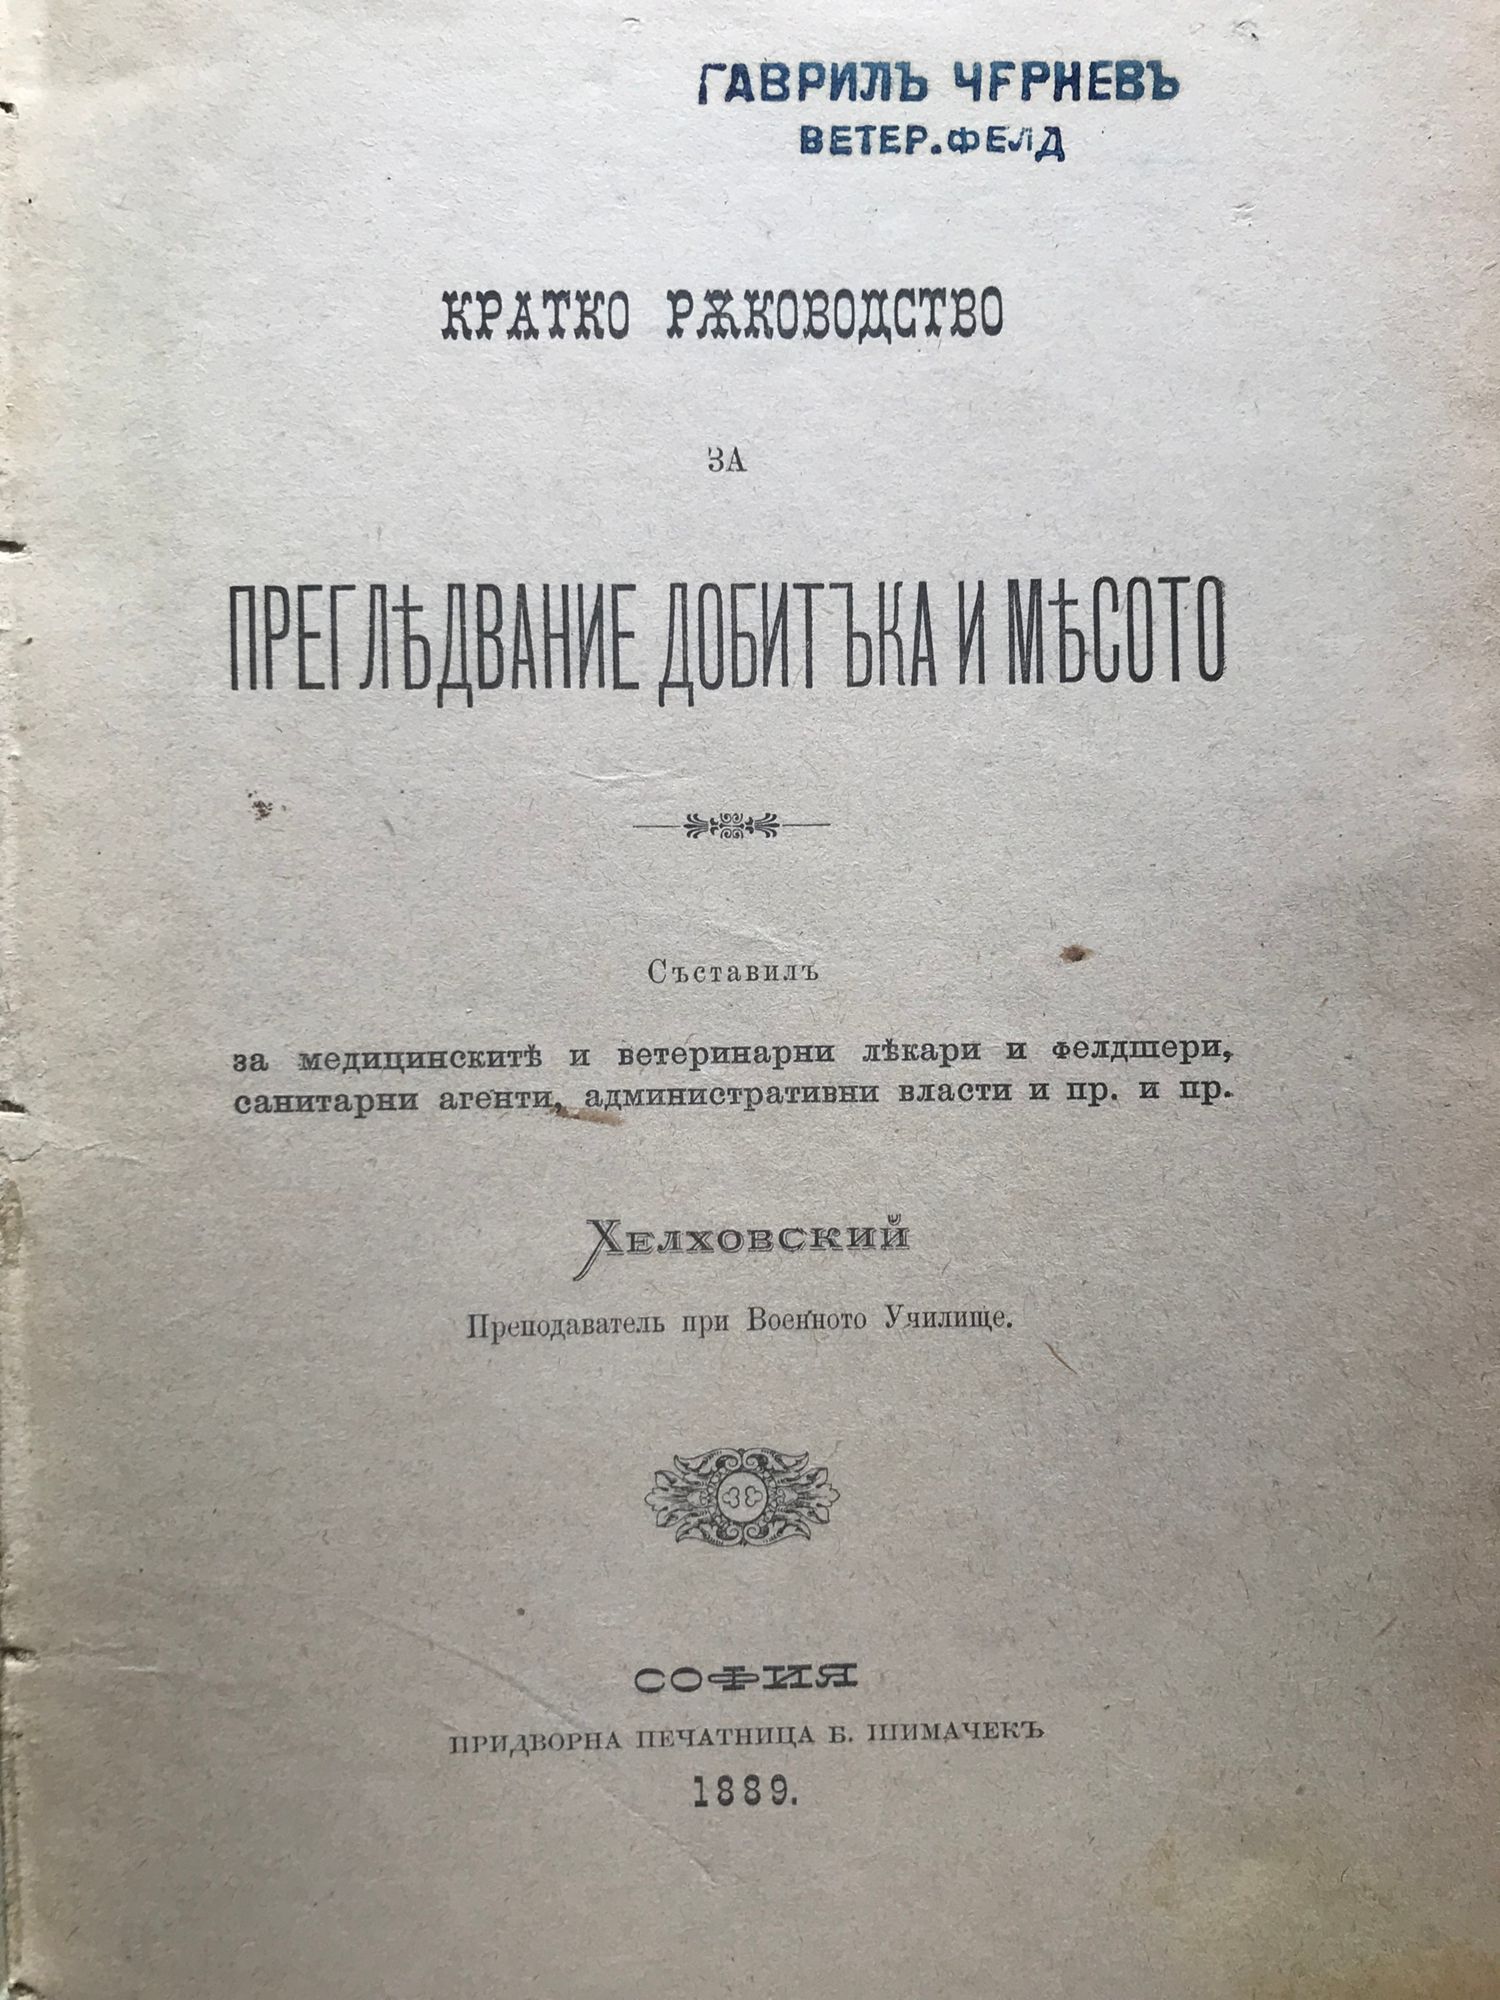 ГАВРИЛЪ ЧЕРНЕВЪ
ВЕТЕР.ФЕЛД
КРАТКО РѪКОВОДСТВО
ЗА
ПРЕГЛѢДВАНИЕ ДОБИТЪКА И МѢСОТО
Съставилъ
за медицинскитѣ и ветеринарни лѣкари и фелдшери,
санитарни агенти, административни власти и пр. и пр.
Хелховский
Преподаватель при Военното Училище.
СОФИЯ
ПРИДВОРНА ПЕЧАТНИЦА Б. ШИМАЧЕКЪ
1889.